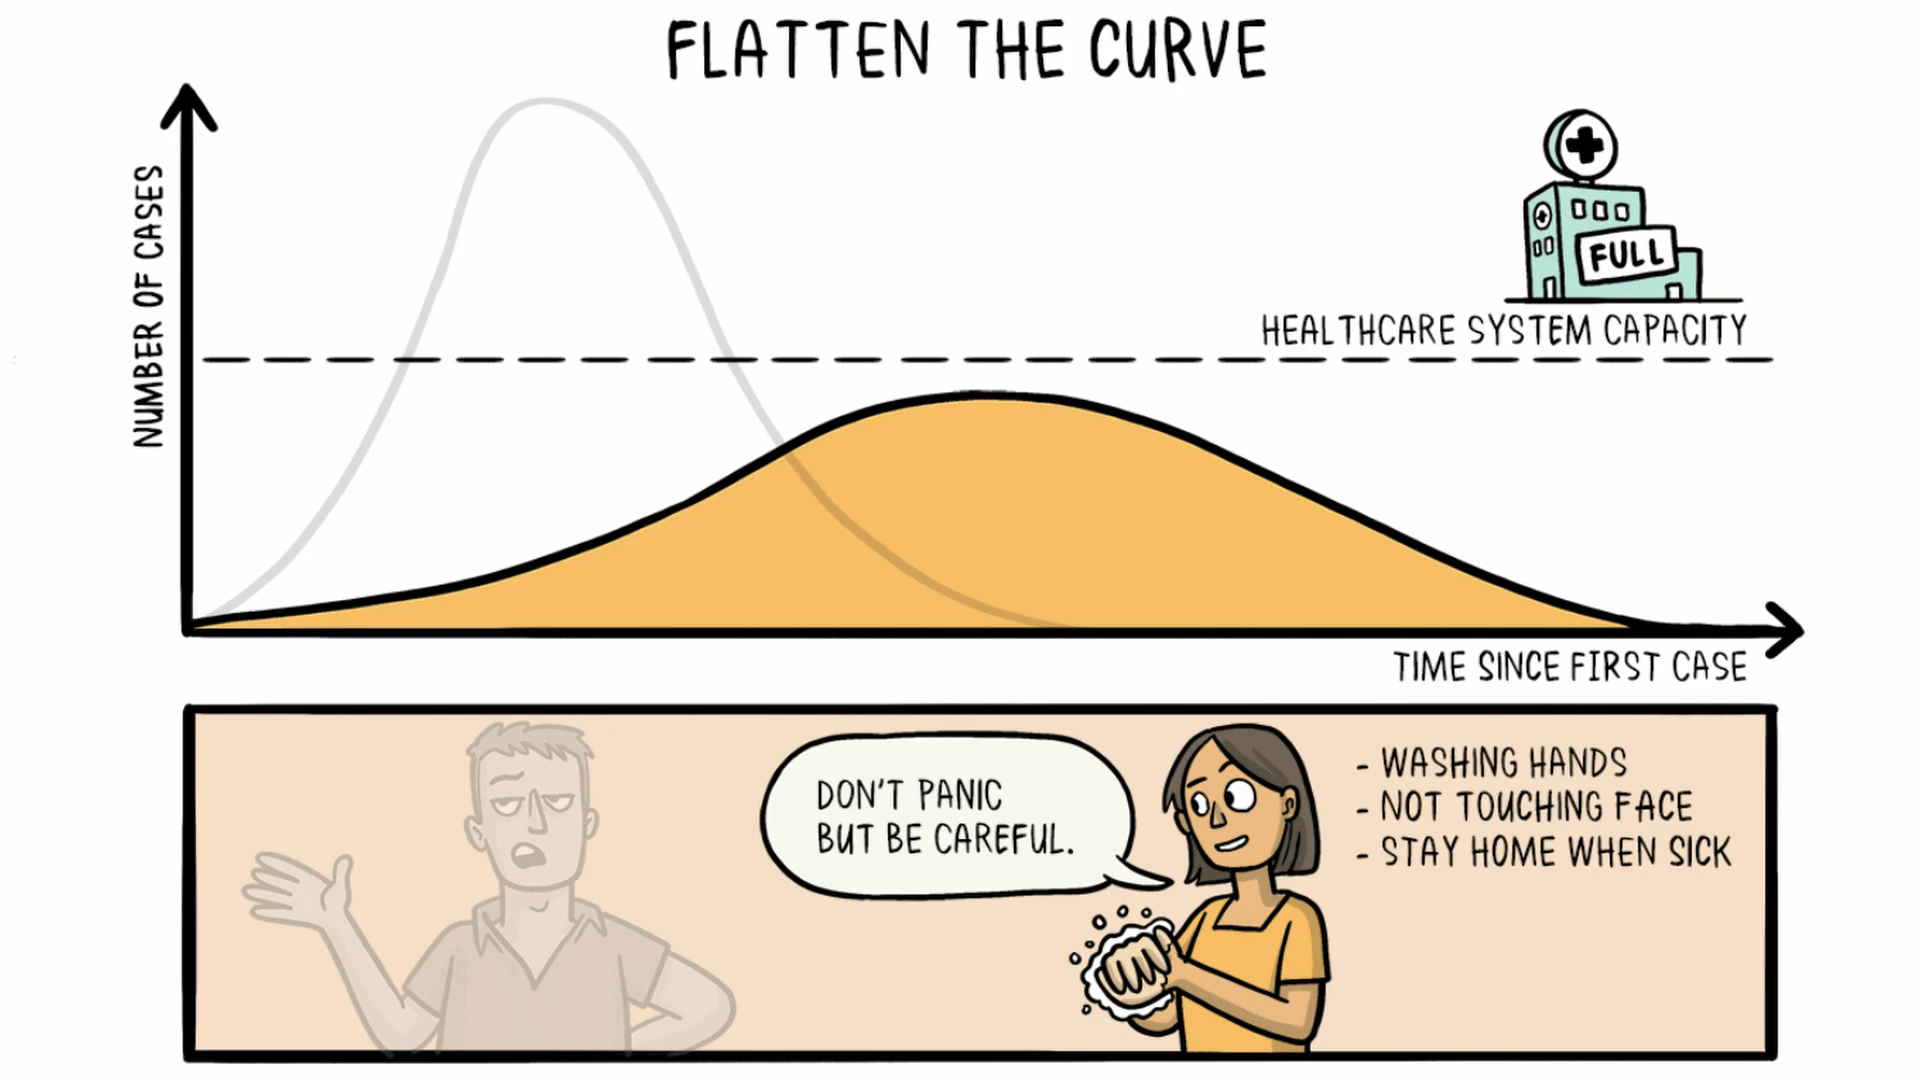 FLATTEN THE CURVE
NUMBER OF CASES
FULL
HEALTHCARE SYSTEM CAPACITY
TIME SINCE FIRST CASE
DON'T PANIC
BUT BE CAREFUL.
- WASHING HANDS
- NOT TOUCHING FACE
- STAY HOME WHEN SICK